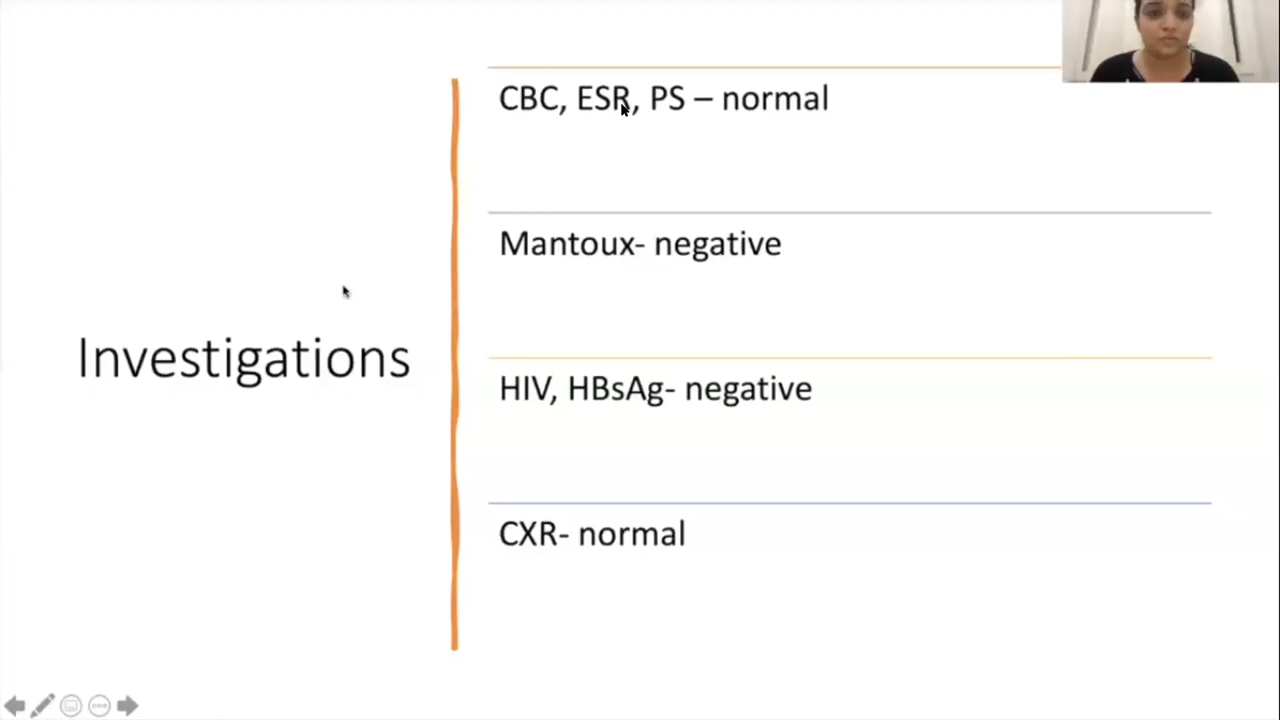 Investigations
CBC, ESR, PS – normal
Mantoux- negative
HIV, HBsAg- negative
CXR- normal